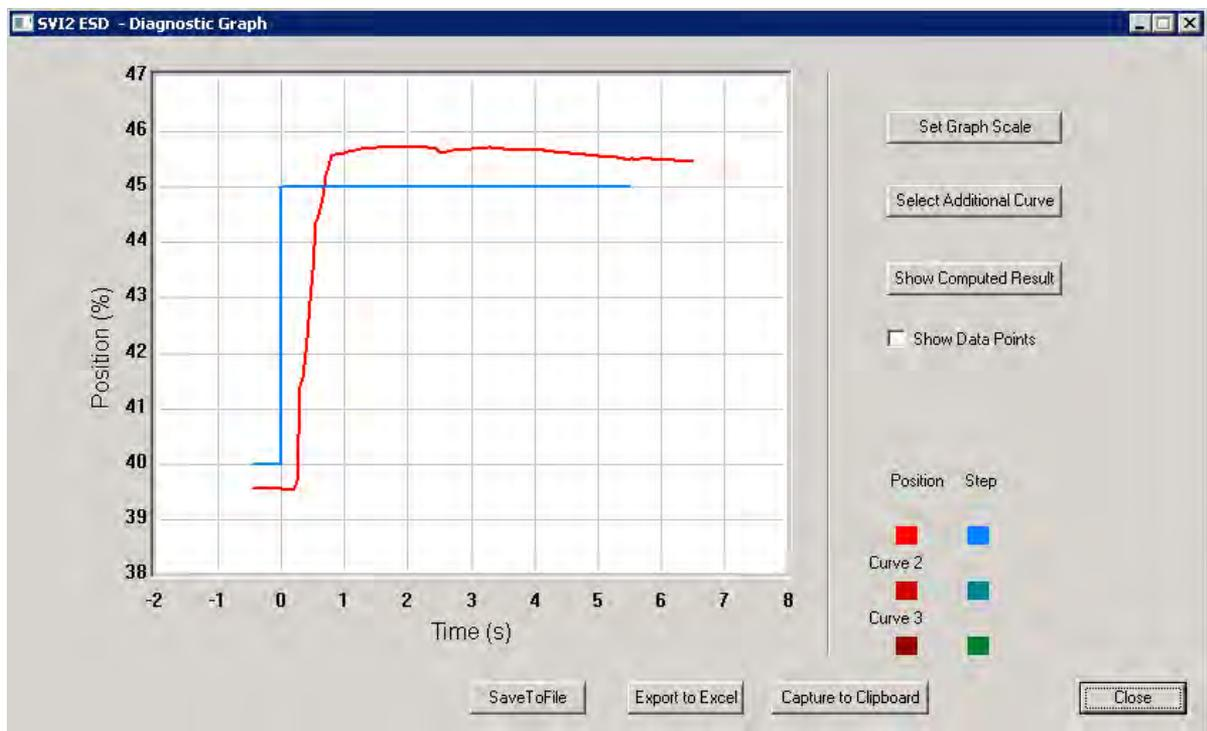 SVI2 ESD - Diagnostic Graph
47
46
45
44
43
42
41
40
39
38
Position (%)
-2 -1 0 1 2 3 4 5 6 7 8
Time (s)
Set Graph Scale
Select Additional Curve
Show Computed Result
Show Data Points
Position Step
Curve 2
Curve 3
SaveToFile Export to Excel Capture to Clipboard Close